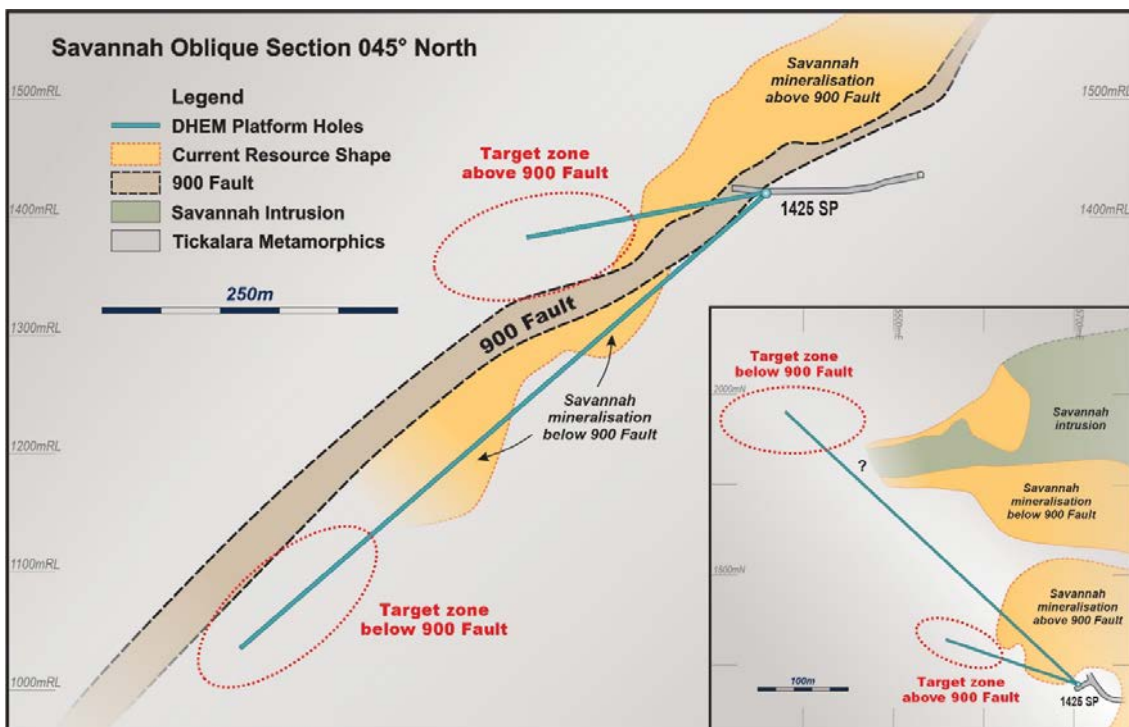 Savannah Oblique Section 045° North
1500mRL
1500mRL
Legend
DHEM Platform Holes
Current Resource Shape
900 Fault
Savannah Intrusion
Tickalara Metamorphics
250m
Savannah
mineralisation
above 900 Fault
Target zone
above 900 Fault
1425 SP
1400mRL
1400mRL
1300mRL
900 Fault
Savannah
mineralisation
below 900 Fault
1200mRL
1100mRL
Target zone
below 900 Fault
1000mRL
Target zone
below 900 Fault
2000mN
Savannah
intrusion
?
Savannah
mineralisation
below 900 Fault
Savannah
mineralisation
above 900 Fault
Target zone
above 900 Fault
100m
1425 SP